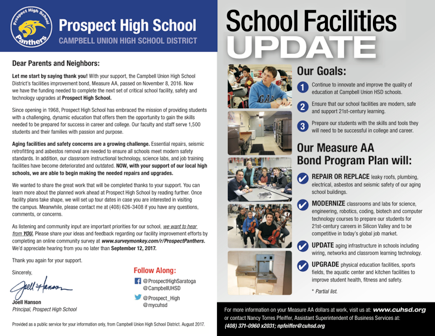 Prospect High School
Panthers
Prospect High School
CAMPBELL UNION HIGH SCHOOL DISTRICT
Dear Parents and Neighbors:
Let me start by saying thank you! With your support, the Campbell Union High School
District's facilities improvement bond, Measure AA, passed on November 8, 2016. Now
we have the funding needed to complete the next set of critical school facility, safety and
technology upgrades at Prospect High School.
Since opening in 1968, Prospect High School has embraced the mission of providing students
with a challenging, dynamic education that offers them the opportunity to gain the skills
needed to be prepared for success in career and college. Our faculty and staff serve 1,500
students and their families with passion and purpose.
Aging facilities and safety concerns are a growing challenge. Essential repairs, seismic
retrofitting and asbestos removal are needed to ensure all schools meet modern safety
standards. In addition, our classroom instructional technology, science labs, and job training
facilities have become deteriorated and outdated. NOW, with your support of our local high
schools, we are able to begin making the needed repairs and upgrades.
We wanted to share the great work that will be completed thanks to your support. You can
learn more about the planned work ahead at Prospect High School by reading further. Once
facility plans take shape, we will set up tour dates in case you are interested in visiting
the campus. Meanwhile, please contact me at (408) 626-3408 if you have any questions,
comments, or concerns.
As listening and community input are important priorities for our school, we want to hear
from YOU. Please share your ideas and feedback regarding our facility improvement efforts by
completing an online community survey at www.surveymonkey.com/r/ProspectPanthers.
We'd appreciate hearing from you no later than September 12, 2017.
Thank you again for your support.
Sincerely,
Joëll Hanson
Principal, Prospect High School
Follow Along:
@ProspectHighSaratoga
@CampbellUHSD
@Prospect_High
@mycuhsd
Provided as a public service for your information only, from Campbell Union High School District. August 2017.
School Facilities
UPDATE
Our Goals:
1 Continue to innovate and improve the quality of
education at Campbell Union HSD schools.
2 Ensure that our school facilities are modern, safe
and support 21st-century learning.
3 Prepare our students with the skills and tools they
will need to be successful in college and career.
Our Measure AA
Bond Program Plan will:
REPAIR OR REPLACE leaky roofs, plumbing,
electrical, asbestos and seismic safety of our aging
school buildings.
MODERNIZE classrooms and labs for science,
engineering, robotics, coding, biotech and computer
technology courses to prepare our students for
21st-century careers in Silicon Valley and to be
competitive in today's global job market.
UPDATE aging infrastructure in schools including
wiring, networks and classroom learning technology.
UPGRADE physical education facilities, sports
fields, the aquatic center and kitchen facilities to
improve student health, fitness and safety.
* Partial list.
For more information on your Measure AA dollars at work, visit us at www.cuhsd.org
or contact Nancy Torres Pfeiffer, Assistant Superintendent of Business Services at:
(408) 371-0960 x2031; npfeiffer@cuhsd.org